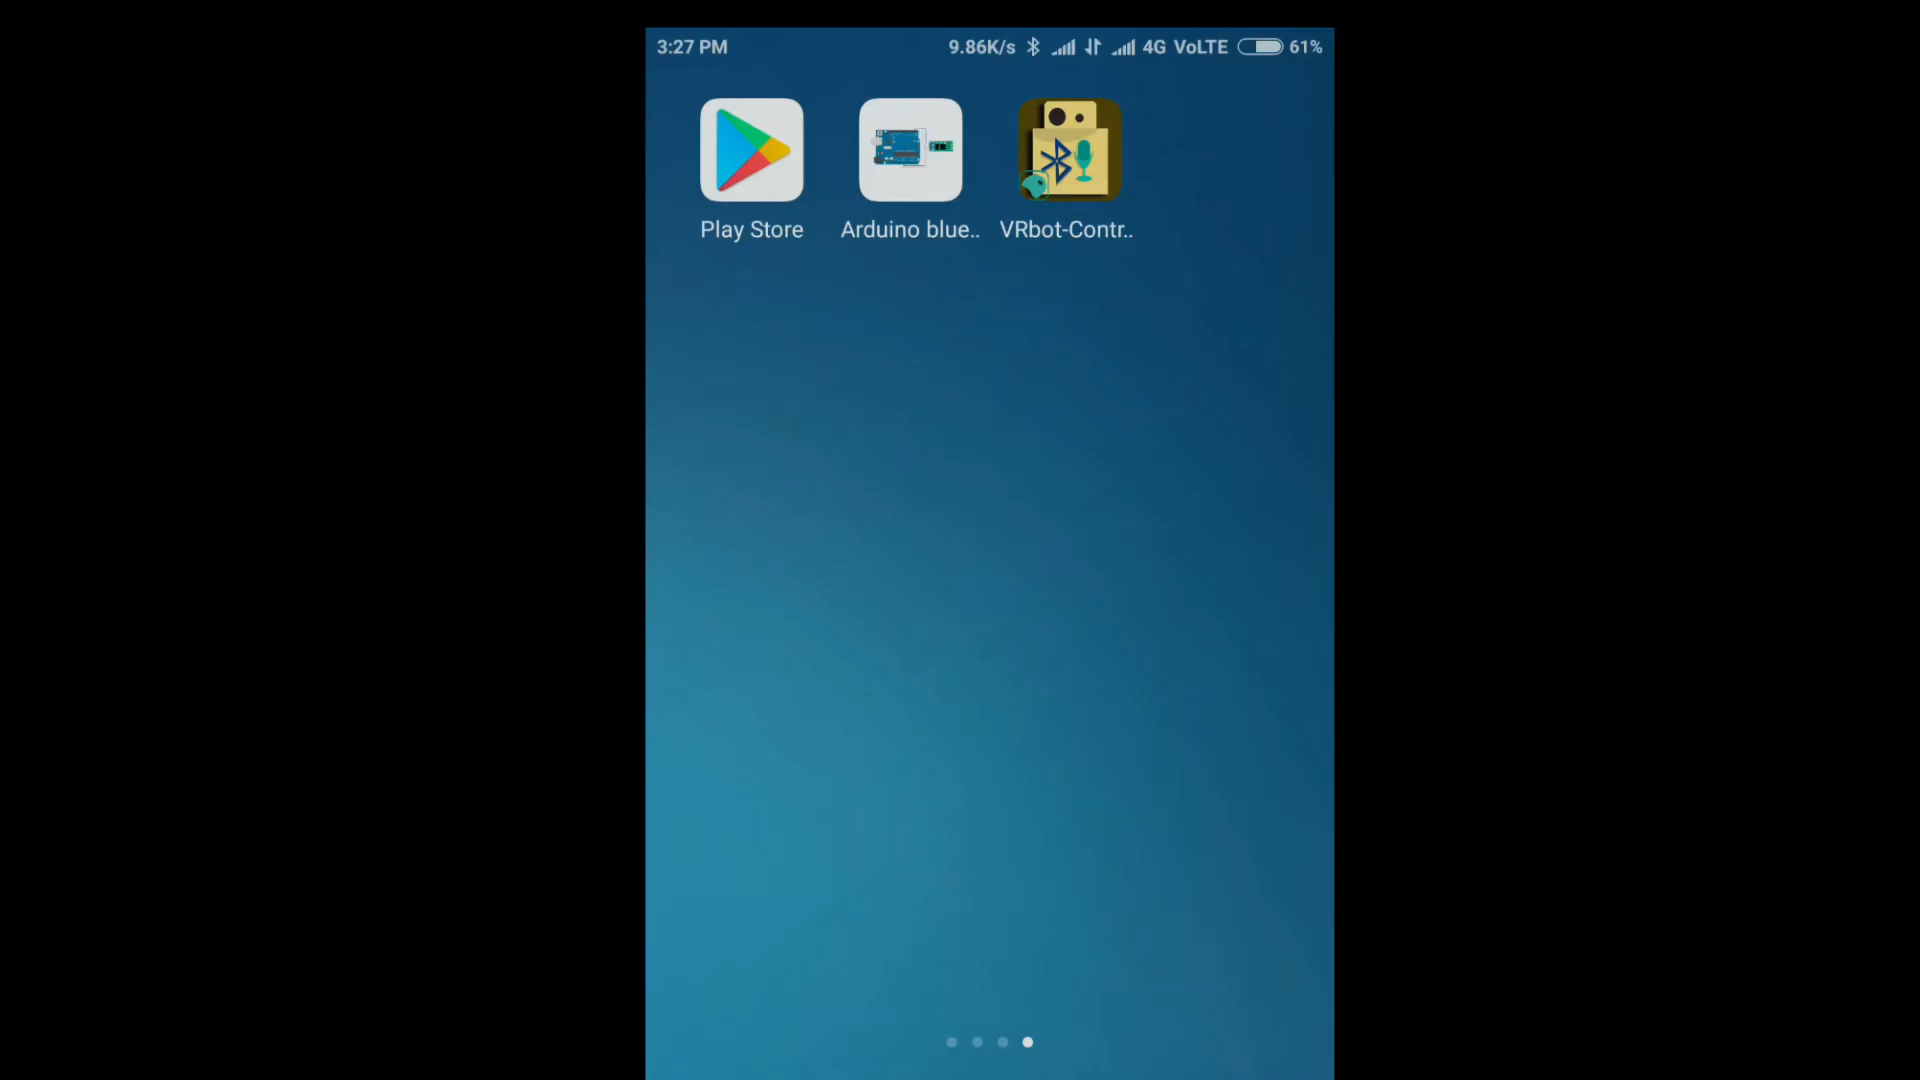 3:27 PM 9.86K/s 4G VoLTE 61%
Play Store Arduino blue.. VRbot-Contr..